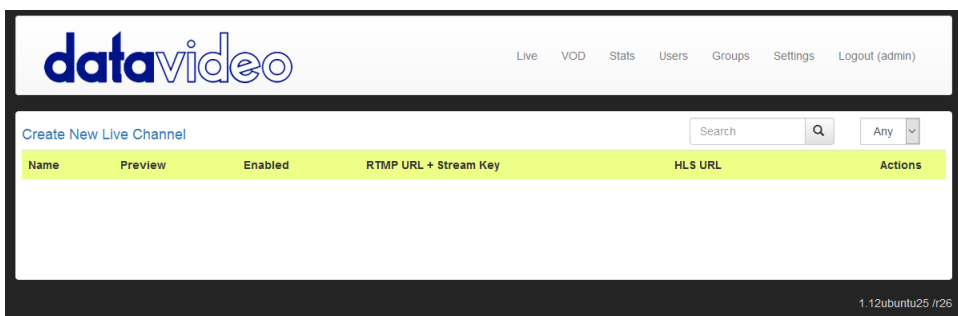 datavideo
Live VOD Stats Users Groups Settings Logout (admin)
Create New Live Channel Search Any
Name Preview Enabled RTMP URL + Stream Key HLS URL Actions
1.12ubuntu25 /r26